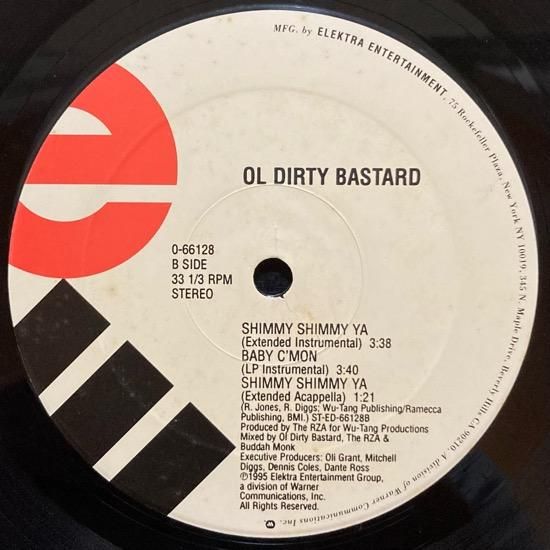 MFG. by ELEKTRA ENTERTAINMENT, 75 Rockefeller Plaza, New York NY 10019, 345 N. Maple Drive, Beverly Hills CA 90210. A division of Warner Communications Inc.
e
OL DIRTY BASTARD
0-66128
B SIDE
33 1/3 RPM
STEREO
SHIMMY SHIMMY YA
(Extended Instrumental) 3:38
BABY C'MON
(LP Instrumental) 3:40
SHIMMY SHIMMY YA
(Extended Acappella) 1:21
(R. Jones, R. Diggs: Wu-Tang Publishing/Ramecca
Publishing, BMI.) ST-ED-66128B
Produced by The RZA for Wu-Tang Productions
Mixed by Ol Dirty Bastard, The RZA &
Buddah Monk
Executive Producers: Oli Grant, Mitchell
Diggs, Dennis Coles, Dante Ross
℗1995 Elektra Entertainment Group,
a division of Warner
Communications, Inc.
All Rights Reserved.